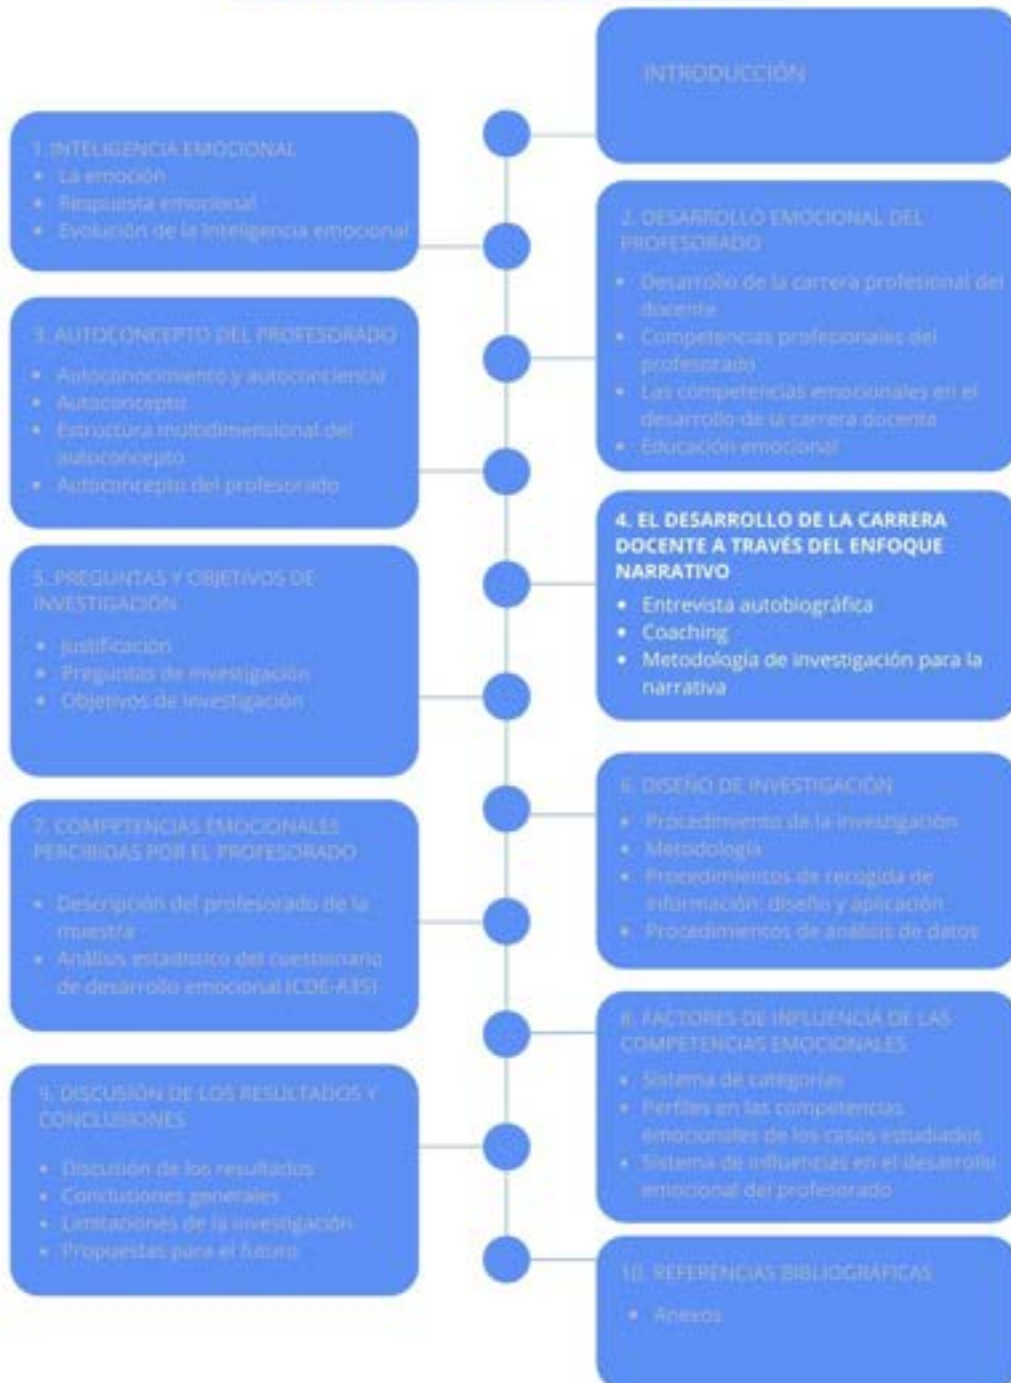 INTRODUCCIÓN
1. INTELIGENCIA EMOCIONAL
• La emoción
• Respuesta emocional
• Evolución de la Inteligencia emocional
2. DESARROLLO EMOCIONAL DEL
PROFESORADO
• Desarrollo de la carrera profesional del
docente
• Competencias profesionales del
profesorado
• Las competencias emocionales en el
desarrollo de la carrera docente
• Educación emocional
3. AUTOCONCEPTO DEL PROFESORADO
• Autoconocimiento y autoconciencia
• Autoconcepto
• Estructura multidimensional del
autoconcepto
• Autoconcepto del profesorado
4. EL DESARROLLO DE LA CARRERA
DOCENTE A TRAVÉS DEL ENFOQUE
NARRATIVO
• Entrevista autobiográfica
• Coaching
• Metodología de investigación para la
narrativa
5. PREGUNTAS Y OBJETIVOS DE
INVESTIGACIÓN
• Justificación
• Preguntas de investigación
• Objetivos de investigación
6. DISEÑO DE INVESTIGACIÓN
• Procedimiento de la investigación
• Metodología
• Procedimientos de recogida de
información: diseño y aplicación
• Procedimientos de análisis de datos
7. COMPETENCIAS EMOCIONALES
PERCIBIDAS POR EL PROFESORADO
• Descripción del profesorado de la
muestra
• Análisis estadístico del cuestionario
de desarrollo emocional (CDE-A35)
8. FACTORES DE INFLUENCIA DE LAS
COMPETENCIAS EMOCIONALES
• Sistema de categorías
• Perfiles en las competencias
emocionales de los casos estudiados
• Sistema de influencias en el desarrollo
emocional del profesorado
9. DISCUSIÓN DE LOS RESULTADOS Y
CONCLUSIONES
• Discusión de los resultados
• Conclusiones generales
• Limitaciones de la investigación
• Propuestas para el futuro
10. REFERENCIAS BIBLIOGRÁFICAS
• Anexos